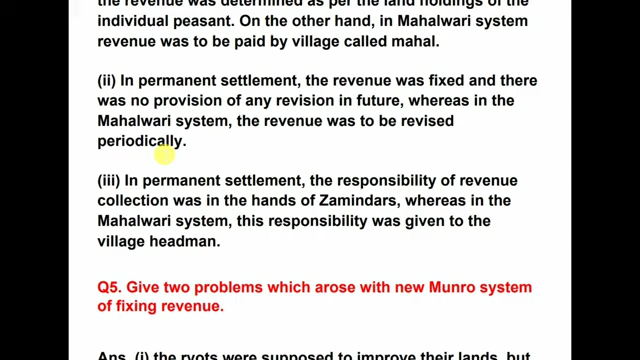 the revenue was determined as per the land holdings of the
individual peasant. On the other hand, in Mahalwari system
revenue was to be paid by village called mahal.
(ii) In permanent settlement, the revenue was fixed and there
was no provision of any revision in future, whereas in the
Mahalwari system, the revenue was to be revised
periodically.
(iii) In permanent settlement, the responsibility of revenue
collection was in the hands of Zamindars, whereas in the
Mahalwari system, this responsibility was given to the
village headman.
Q5. Give two problems which arose with new Munro system
of fixing revenue.
Ans. (i) the ryots were supposed to improve their lands, but